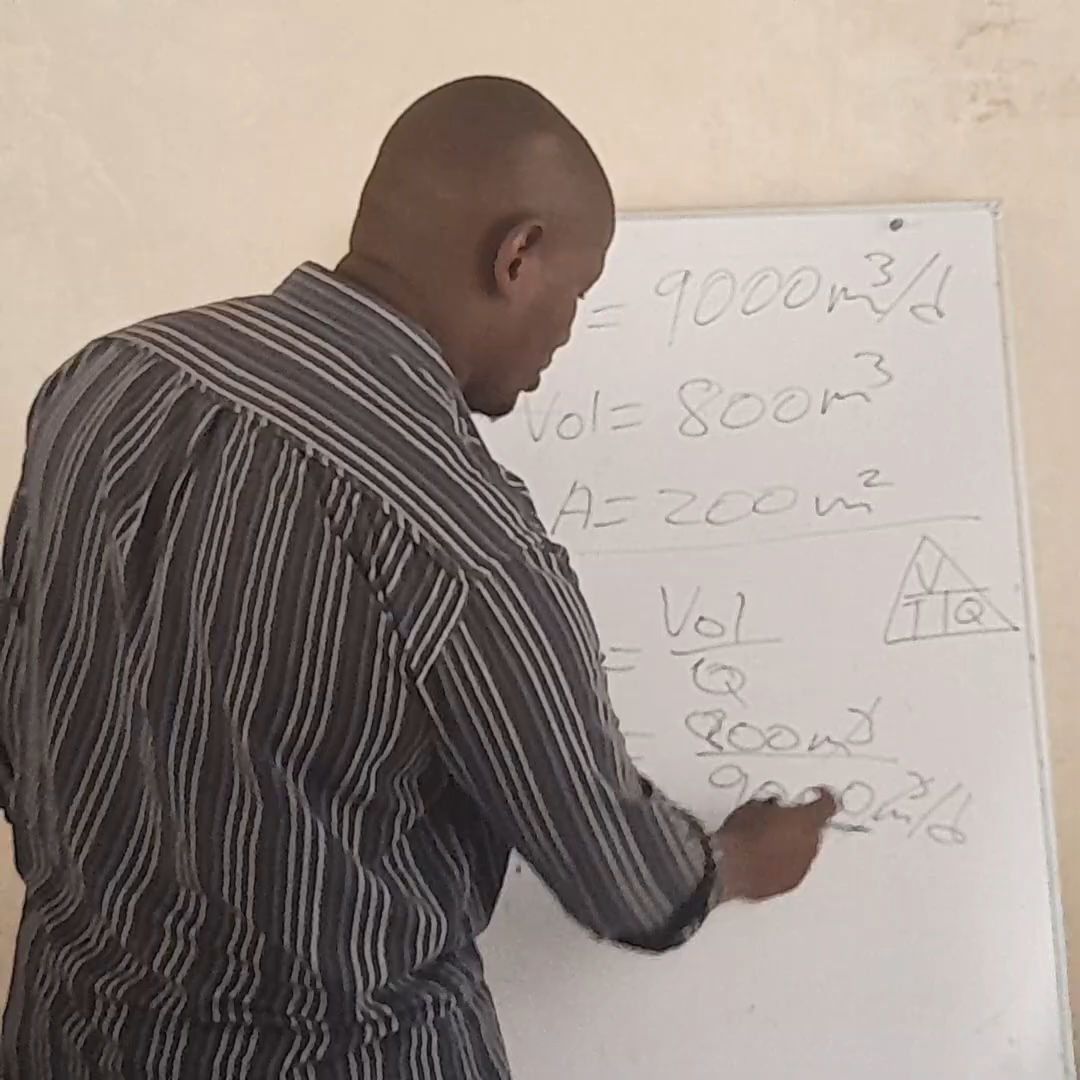 = 9000m³/d
Vol = 800m³
A = 200m²
V
T Q
= Vol
Q
= 800m³
9000m³/d